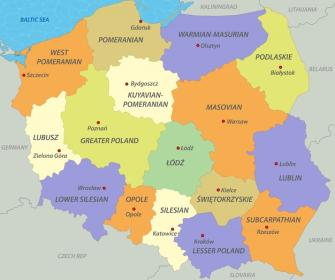 BALTIC SEA
KALININGRAD
LITHUANIA
Gdańsk
POMERANIAN
WARMIAN-MASURIAN
Olsztyn
WEST
POMERANIAN
Szczecin
PODLASKIE
Białystok
BELARUS
Bydgoszcz
KUYAVIAN-
POMERANIAN
MASOVIAN
Warsaw
LUBUSZ
Poznań
GREATER POLAND
GERMANY
Zielona Góra
Łódź
ŁÓDŹ
Lublin
LUBLIN
Wrocław
LOWER SILESIAN
OPOLE
Opole
SILESIAN
Katowice
Kielce
ŚWIĘTOKRZYSKIE
SUBCARPATHIAN
Rzeszów
Kraków
LESSER POLAND
CZECH REP
SLOVAKIA
UKRAINE